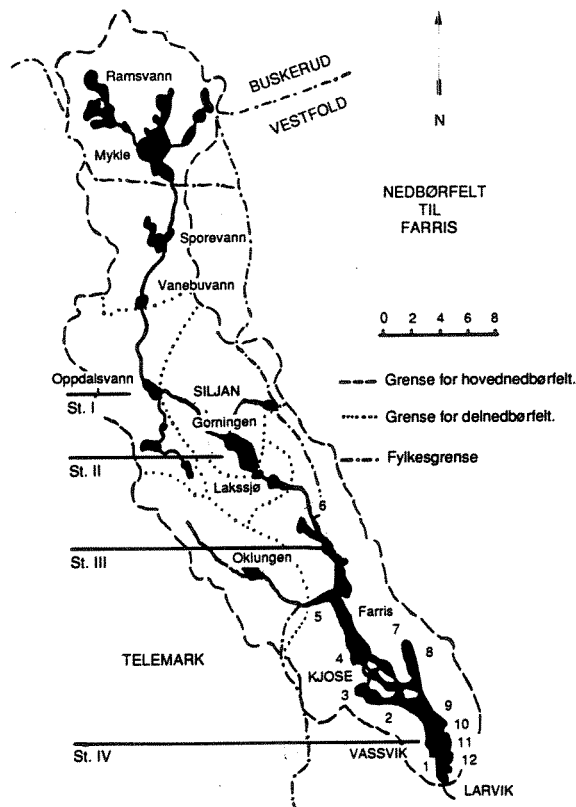 Ramsvann
BUSKERUD
VESTFOLD
N
Mykle
NEDBØRFELT
TIL
FARRIS
Sporevann
Vanebuvann
0 2 4 6 8
Oppdalsvann
SILJAN
Grense for hovednedbørfelt.
St. I
Gorningen
Grense for delnedbørfelt.
St. II
Fylkesgrense
Lakssjø
6
St. III
Oklungen
5
Farris
7
TELEMARK
4
8
KJOSE
3
2
9
10
VASSVIK
11
St. IV
1
12
LARVIK